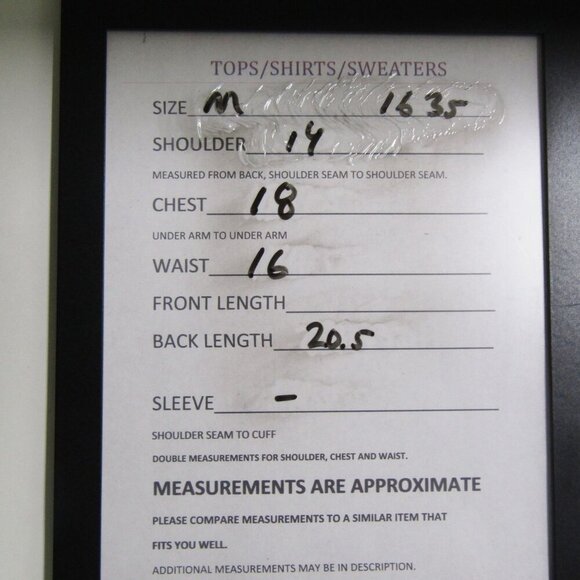 TOPS/SHIRTS/SWEATERS
SIZE M 1635
SHOULDER 14
MEASURED FROM BACK, SHOULDER SEAM TO SHOULDER SEAM.
CHEST 18
UNDER ARM TO UNDER ARM
WAIST 16
FRONT LENGTH
BACK LENGTH 20.5
SLEEVE -
SHOULDER SEAM TO CUFF
DOUBLE MEASUREMENTS FOR SHOULDER, CHEST AND WAIST.
MEASUREMENTS ARE APPROXIMATE
PLEASE COMPARE MEASUREMENTS TO A SIMILAR ITEM THAT
FITS YOU WELL.
ADDITIONAL MEASUREMENTS MAY BE IN DESCRIPTION.